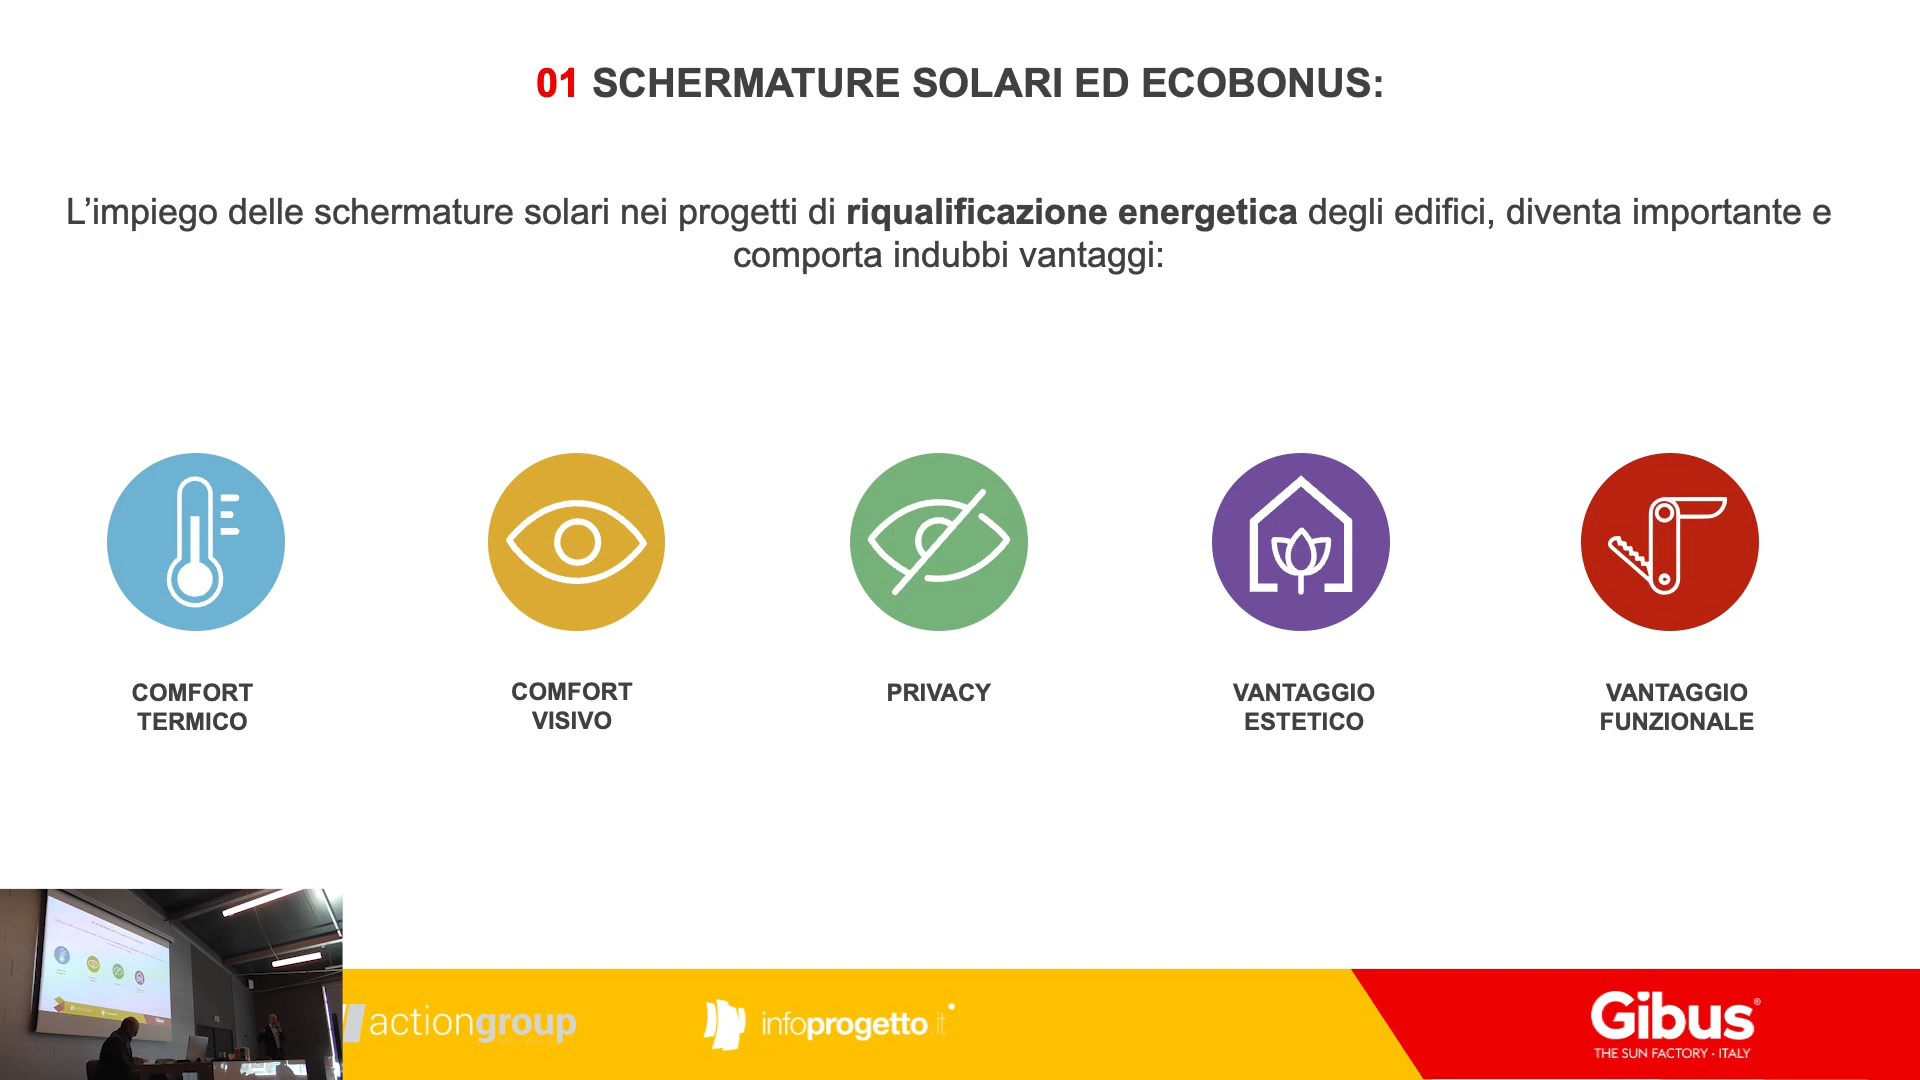 01 SCHERMATURE SOLARI ED ECOBONUS:
L’impiego delle schermature solari nei progetti di riqualificazione energetica degli edifici, diventa importante e
comporta indubbi vantaggi:
COMFORT
TERMICO
COMFORT
VISIVO
PRIVACY
VANTAGGIO
ESTETICO
VANTAGGIO
FUNZIONALE
actiongroup
infoprogetto.it
Gibus®
THE SUN FACTORY - ITALY